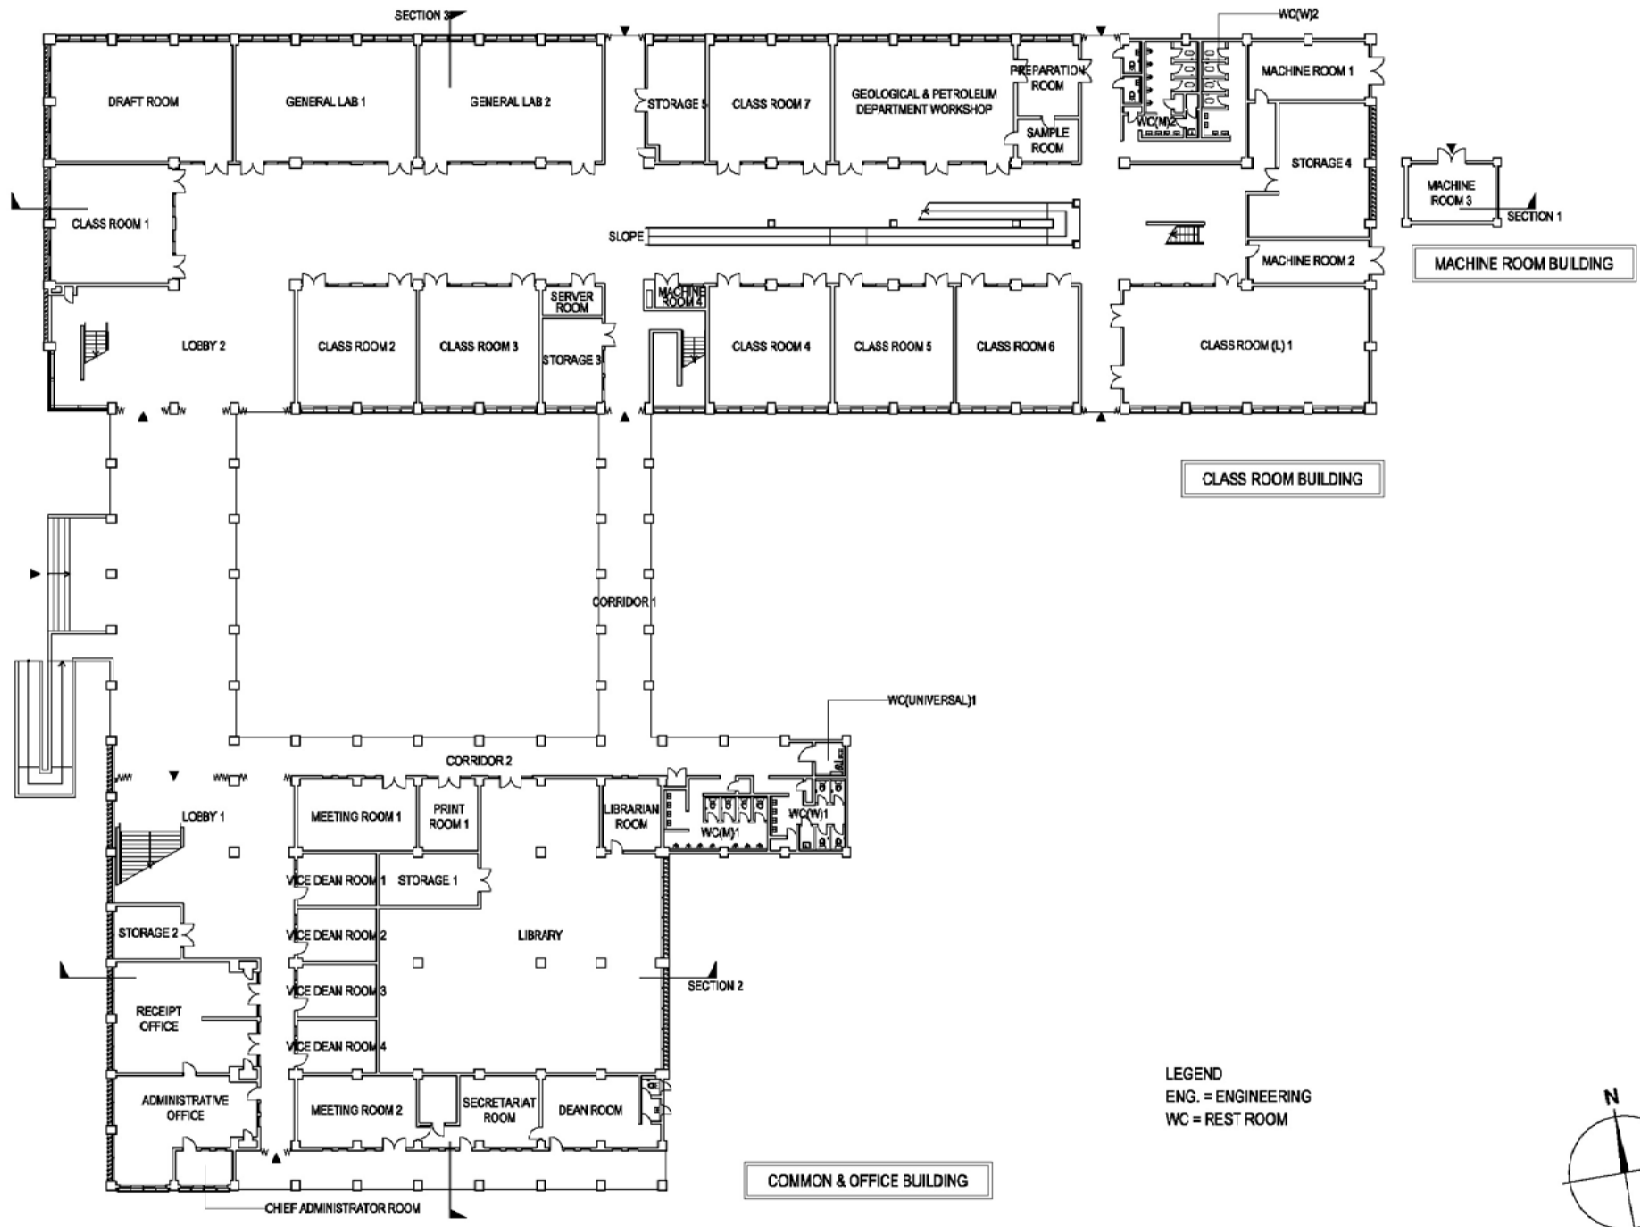 SECTION 3
WC(W)2
DRAFT ROOM
GENERAL LAB 1
GENERAL LAB 2
STORAGE 5
CLASS ROOM 7
GEOLOGICAL & PETROLEUM
DEPARTMENT WORKSHOP
PREPARATION
ROOM
SAMPLE
ROOM
WC(M)2
MACHINE ROOM 1
STORAGE 4
MACHINE
ROOM 3
SECTION 1
CLASS ROOM 1
SLOPE
MACHINE ROOM 2
MACHINE ROOM BUILDING
SERVER
ROOM
MACHINE
ROOM 4
LOBBY 2
CLASS ROOM 2
CLASS ROOM 3
STORAGE 3
CLASS ROOM 4
CLASS ROOM 5
CLASS ROOM 6
CLASS ROOM (L) 1
CLASS ROOM BUILDING
CORRIDOR 1
WC(UNIVERSAL)1
CORRIDOR 2
LOBBY 1
MEETING ROOM 1
PRINT
ROOM 1
LIBRARIAN
ROOM
WC(M)1
WC(W)1
VICE DEAN ROOM 1
STORAGE 1
STORAGE 2
VICE DEAN ROOM 2
LIBRARY
VICE DEAN ROOM 3
SECTION 2
RECEIPT
OFFICE
VICE DEAN ROOM 4
ADMINISTRATIVE
OFFICE
MEETING ROOM 2
SECRETARIAT
ROOM
DEAN ROOM
LEGEND
ENG. = ENGINEERING
WC = REST ROOM
N
COMMON & OFFICE BUILDING
CHIEF ADMINISTRATOR ROOM